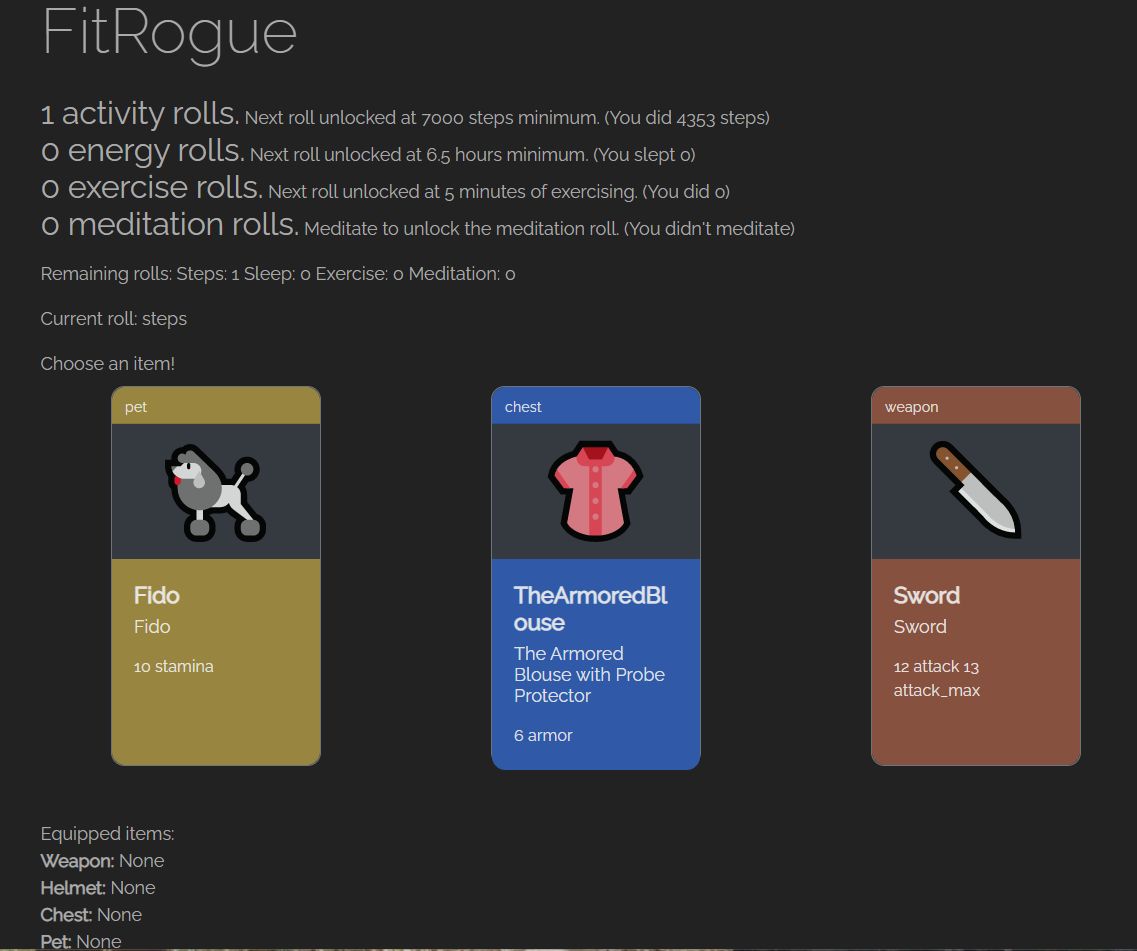 FitRogue
1 activity rolls. Next roll unlocked at 7000 steps minimum. (You did 4353 steps)
0 energy rolls. Next roll unlocked at 6.5 hours minimum. (You slept 0)
0 exercise rolls. Next roll unlocked at 5 minutes of exercising. (You did 0)
0 meditation rolls. Meditate to unlock the meditation roll. (You didn't meditate)
Remaining rolls: Steps: 1 Sleep: 0 Exercise: 0 Meditation: 0
Current roll: steps
Choose an item!
pet
Fido
Fido
10 stamina
chest
TheArmoredBl
ouse
The Armored
Blouse with Probe
Protector
6 armor
weapon
Sword
Sword
12 attack 13
attack_max
Equipped items:
Weapon: None
Helmet: None
Chest: None
Pet: None